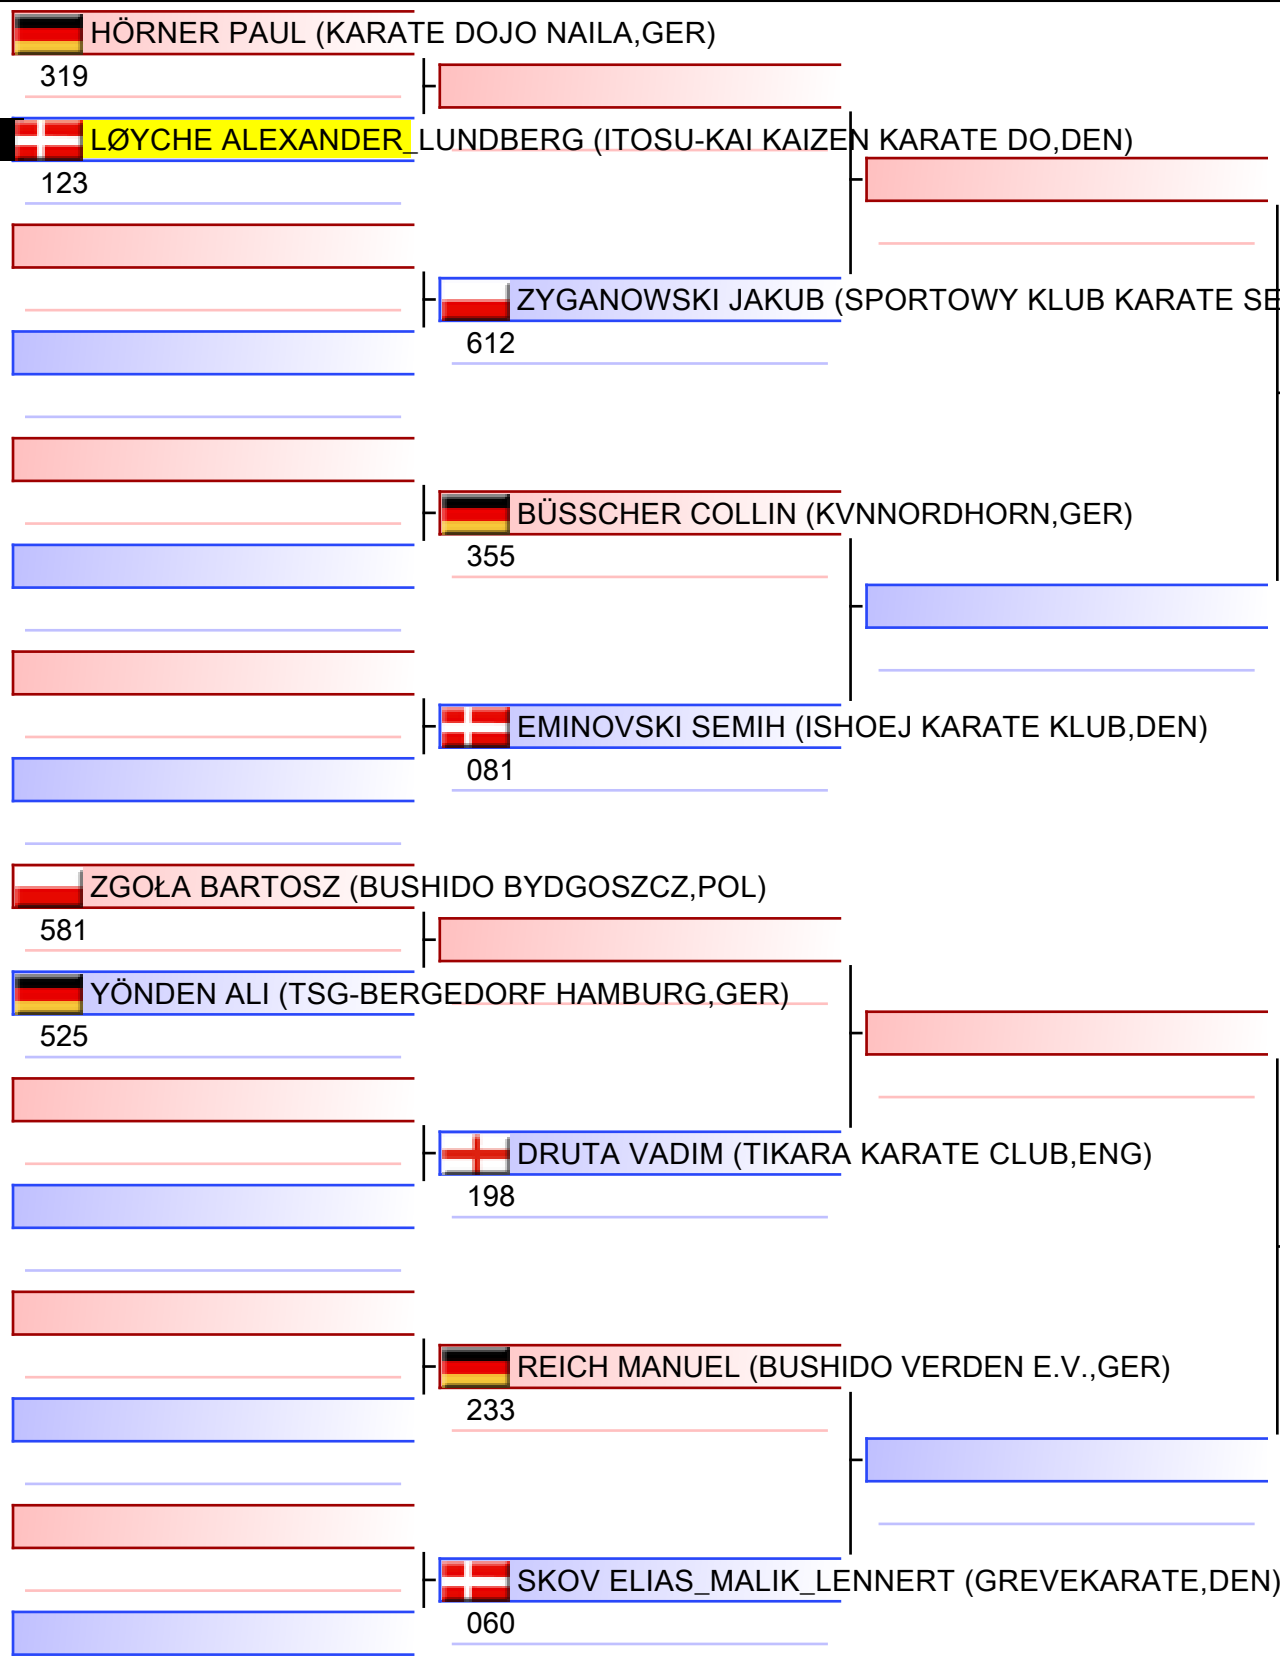 HÖRNER PAUL (KARATE DOJO NAILA,GER)
319
LØYCHE ALEXANDER_LUNDBERG (ITOSU-KAI KAIZEN KARATE DO,DEN)
123
ZYGANOWSKI JAKUB (SPORTOWY KLUB KARATE SE
612
BÜSSCHER COLLIN (KVNNORDHORN,GER)
355
EMINOVSKI SEMIH (ISHOEJ KARATE KLUB,DEN)
081
ZGOŁA BARTOSZ (BUSHIDO BYDGOSZCZ,POL)
581
YÖNDEN ALI (TSG-BERGEDORF HAMBURG,GER)
525
DRUTA VADIM (TIKARA KARATE CLUB,ENG)
198
REICH MANUEL (BUSHIDO VERDEN E.V.,GER)
233
SKOV ELIAS_MALIK_LENNERT (GREVEKARATE,DEN)
060